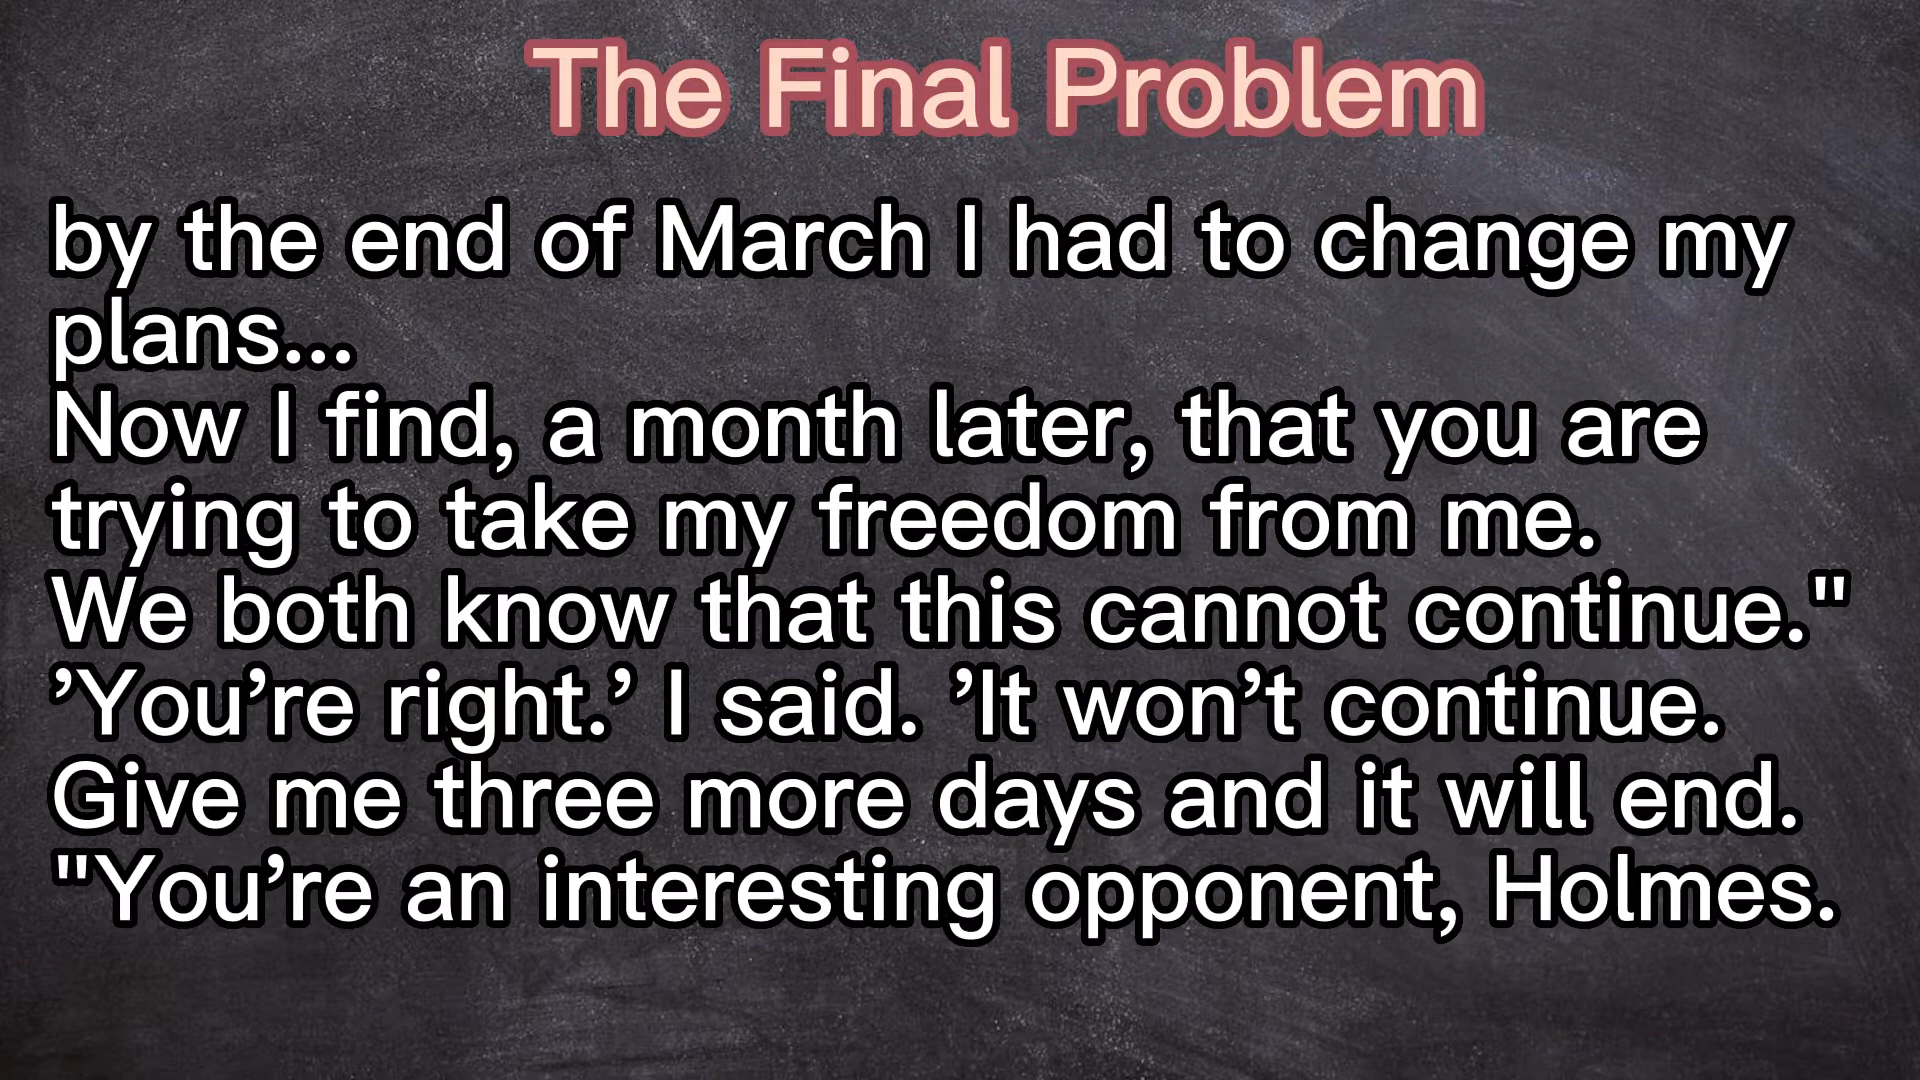 The Final Problem
by the end of March I had to change my
plans...
Now I find, a month later, that you are
trying to take my freedom from me.
We both know that this cannot continue."
’You’re right.’ I said. ’It won’t continue.
Give me three more days and it will end.
"You’re an interesting opponent, Holmes.